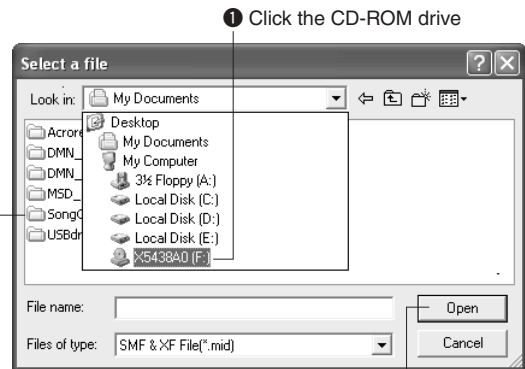 ❶ Click the CD-ROM drive
Select a file
Look in: My Documents
Desktop
My Documents
My Computer
3½ Floppy (A:)
Local Disk (C:)
Local Disk (D:)
Local Disk (E:)
X5438A0 (F:)
Acrore
DMN_
DMN_
MSD_
SongC
USBdr
File name:
Open
Files of type: SMF & XF File(*.mid)
Cancel